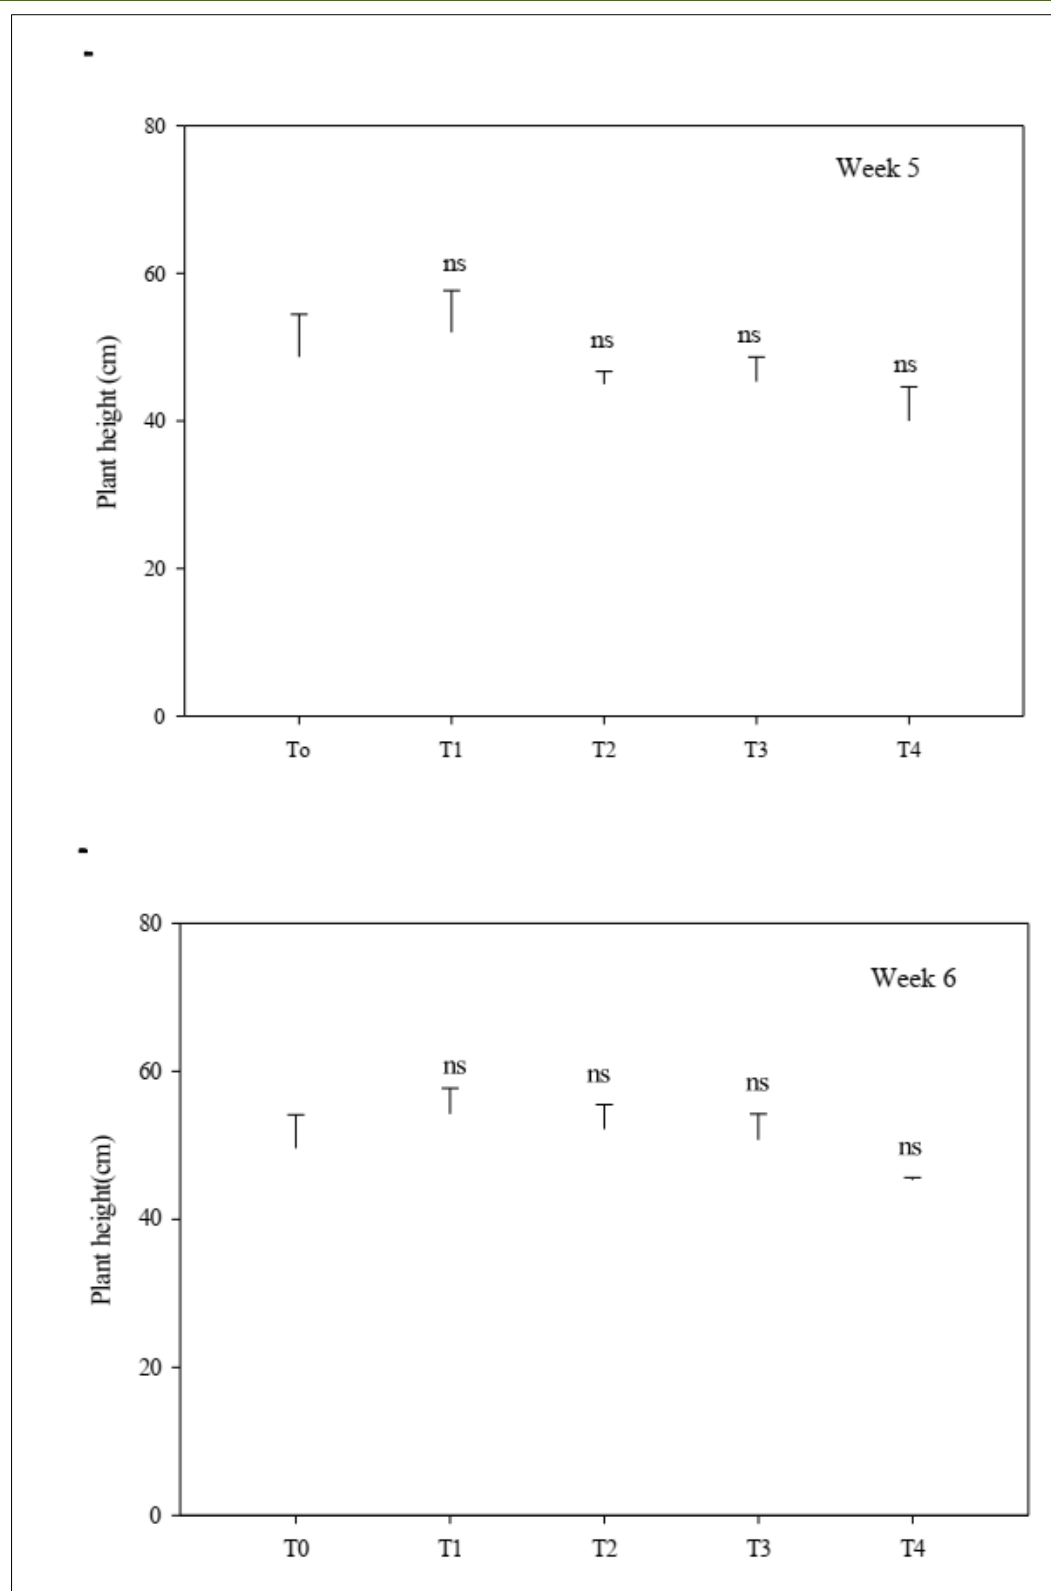 80
Week 5
ns
60
ns
ns
ns
Plant height (cm)
40
20
0
To
T1
T2
T3
T4
80
Week 6
ns
60
ns
ns
ns
Plant height(cm)
40
20
0
T0
T1
T2
T3
T4